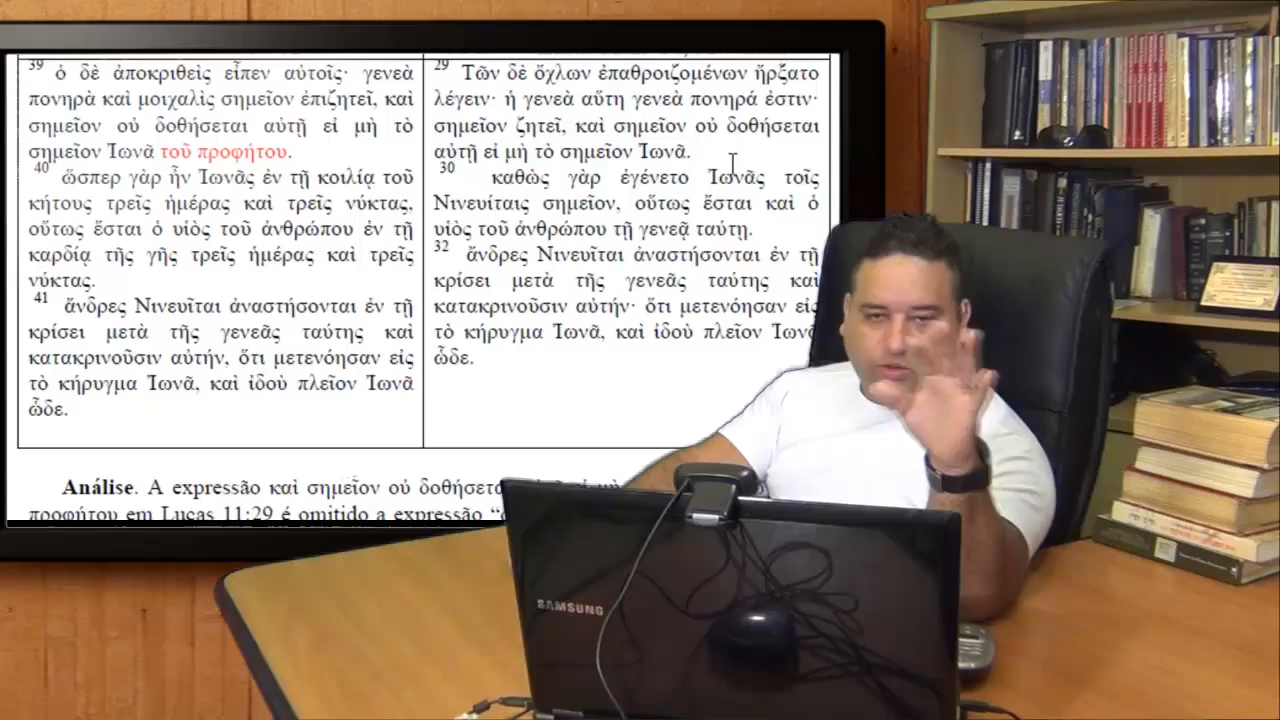 39 ὁ δὲ ἀποκριθεὶς εἶπεν αὐτοῖς· γενεὰ
πονηρὰ καὶ μοιχαλὶς σημεῖον ἐπιζητεῖ, καὶ
σημεῖον οὐ δοθήσεται αὐτῇ εἰ μὴ τὸ
σημεῖον Ἰωνᾶ τοῦ προφήτου.
40 ὥσπερ γὰρ ἦν Ἰωνᾶς ἐν τῇ κοιλίᾳ τοῦ
κήτους τρεῖς ἡμέρας καὶ τρεῖς νύκτας,
οὕτως ἔσται ὁ υἱὸς τοῦ ἀνθρώπου ἐν τῇ
καρδίᾳ τῆς γῆς τρεῖς ἡμέρας καὶ τρεῖς
νύκτας.
41 ἄνδρες Νινευῖται ἀναστήσονται ἐν τῇ
κρίσει μετὰ τῆς γενεᾶς ταύτης καὶ
κατακρινοῦσιν αὐτήν, ὅτι μετενόησαν εἰς
τὸ κήρυγμα Ἰωνᾶ, καὶ ἰδοὺ πλεῖον Ἰωνᾶ
ὧδε.
29 Τῶν δὲ ὄχλων ἐπαθροιζομένων ἤρξατο
λέγειν· ἡ γενεὰ αὕτη γενεὰ πονηρά ἐστιν·
σημεῖον ζητεῖ, καὶ σημεῖον οὐ δοθήσεται
αὐτῇ εἰ μὴ τὸ σημεῖον Ἰωνᾶ.
30 καθὼς γὰρ ἐγένετο Ἰωνᾶς τοῖς
Νινευίταις σημεῖον, οὕτως ἔσται καὶ ὁ
υἱὸς τοῦ ἀνθρώπου τῇ γενεᾷ ταύτῃ.
32 ἄνδρες Νινευῖται ἀναστήσονται ἐν τῇ
κρίσει μετὰ τῆς γενεᾶς ταύτης καὶ
κατακρινοῦσιν αὐτήν· ὅτι μετενόησαν εἰς
τὸ κήρυγμα Ἰωνᾶ, καὶ ἰδοὺ πλεῖον Ἰωνᾶ
ὧδε.
Análise. A expressão καὶ σημεῖον οὐ δοθήσεται
προφήτου em Lucas 11:29 é omitido a expressão
SAMSUNG